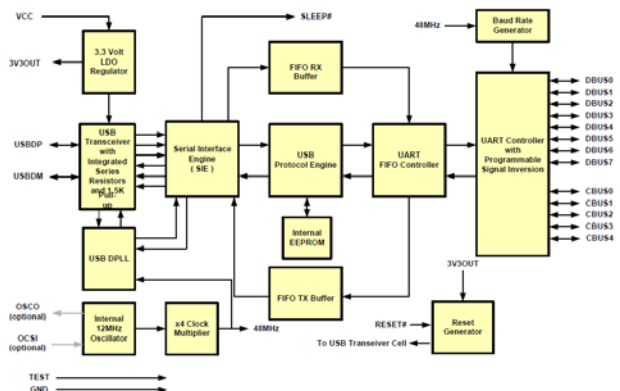 VCC
SLEEP#
3.3 Volt
LDO
Regulator
3V3OUT
FIFO RX
Buffer
48MHz
Baud Rate
Generator
USBDP
USBDM
USB
Transceiver
with
Integrated
Series
Resistors
and 1.5K
Pull-
up
Serial Interface
Engine
( SIE )
USB
Protocol Engine
UART
FIFO Controller
UART Controller
with
Programmable
Signal Inversion
DBUS0
DBUS1
DBUS2
DBUS3
DBUS4
DBUS5
DBUS6
DBUS7
CBUS0
CBUS1
CBUS2
CBUS3
CBUS4
USB DPLL
Internal
EEPROM
3V3OUT
FIFO TX Buffer
OSCO
(optional)
OCSI
(optional)
Internal
12MHz
Oscillator
x4 Clock
Multiplier
48MHz
RESET#
Reset
Generator
To USB Transeiver Cell
TEST
GND